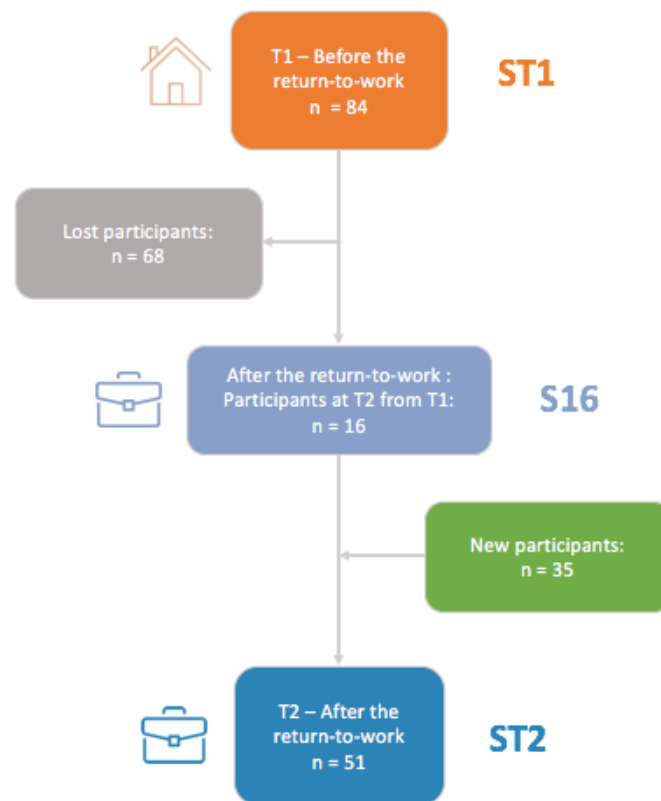 T1 – Before the
return-to-work
n = 84
ST1
Lost participants:
n = 68
After the return-to-work :
Participants at T2 from T1:
n = 16
S16
New participants:
n = 35
T2 – After the
return-to-work
n = 51
ST2